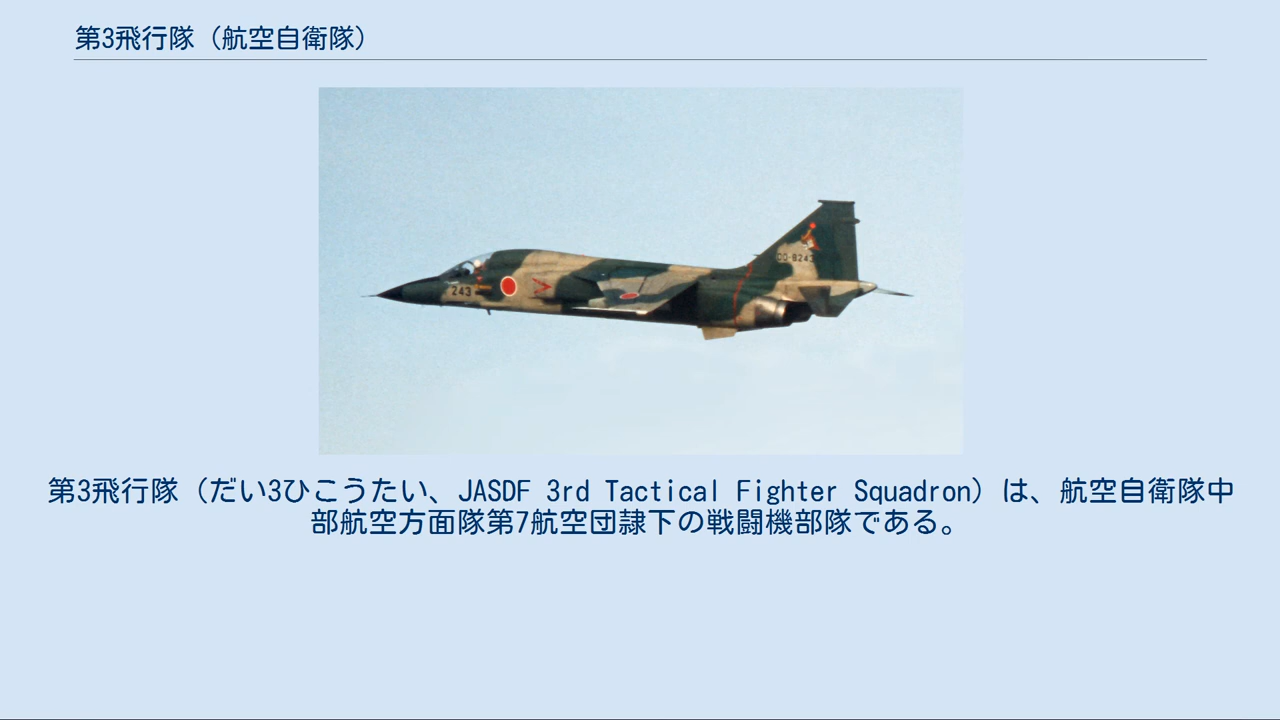 第3飛行隊（航空自衛隊）
243
00-8243
第3飛行隊（だい3ひこうたい、JASDF 3rd Tactical Fighter Squadron）は、航空自衛隊中
部航空方面隊第7航空団隷下の戦闘機部隊である。